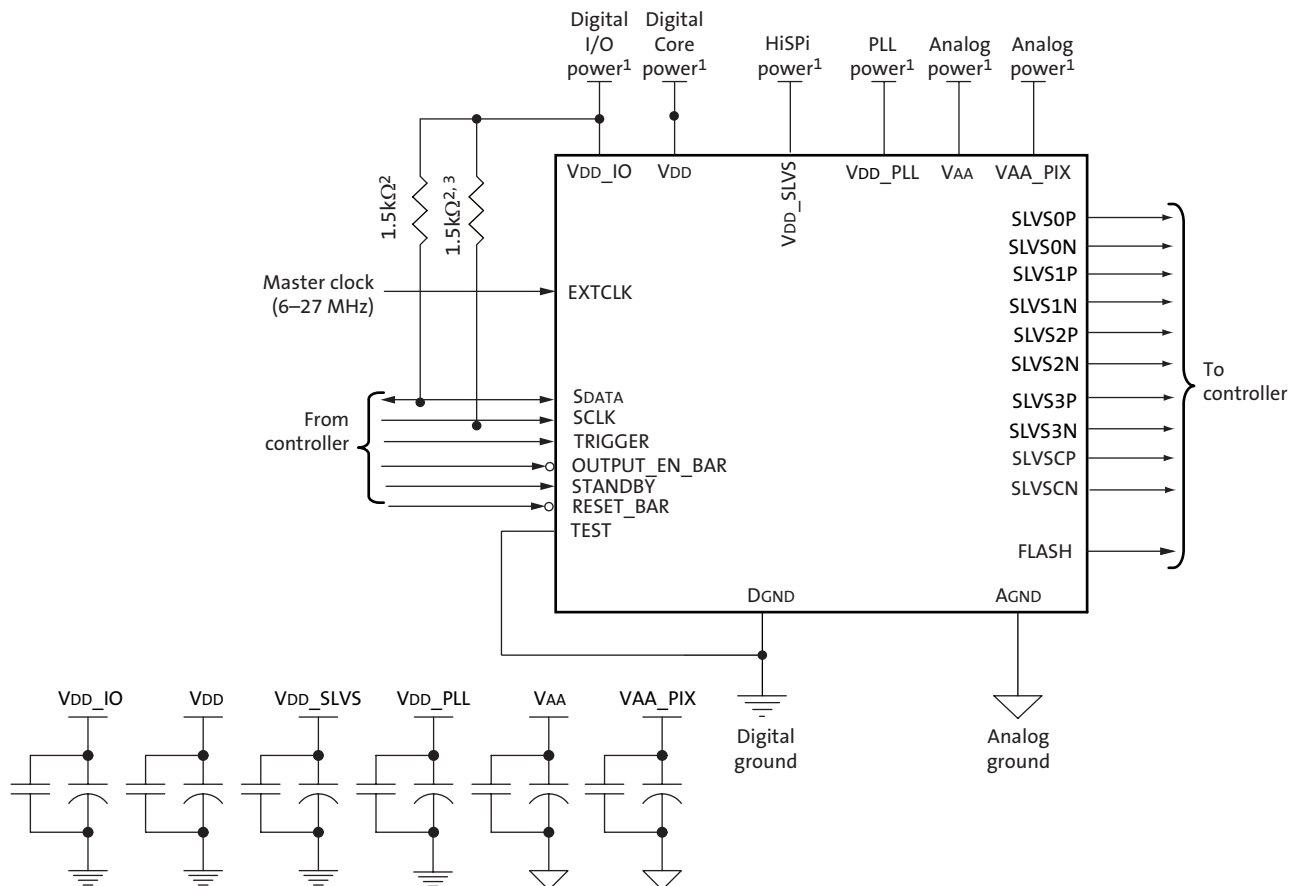 Digital
I/O
power1
Digital
Core
power1
HiSPi
power1
PLL
power1
Analog
power1
Analog
power1
VDD_IO
VDD
VDD_SLVS
VDD_PLL
VAA
VAA_PIX
1.5kΩ2
1.5kΩ2, 3
Master clock
(6–27 MHz)
EXTCLK
From
controller
SDATA
SCLK
TRIGGER
OUTPUT_EN_BAR
STANDBY
RESET_BAR
TEST
SLVS0P
SLVS0N
SLVS1P
SLVS1N
SLVS2P
SLVS2N
SLVS3P
SLVS3N
SLVSCP
SLVSCN
FLASH
To
controller
DGND
AGND
Digital
ground
Analog
ground
VDD_IO
VDD
VDD_SLVS
VDD_PLL
VAA
VAA_PIX